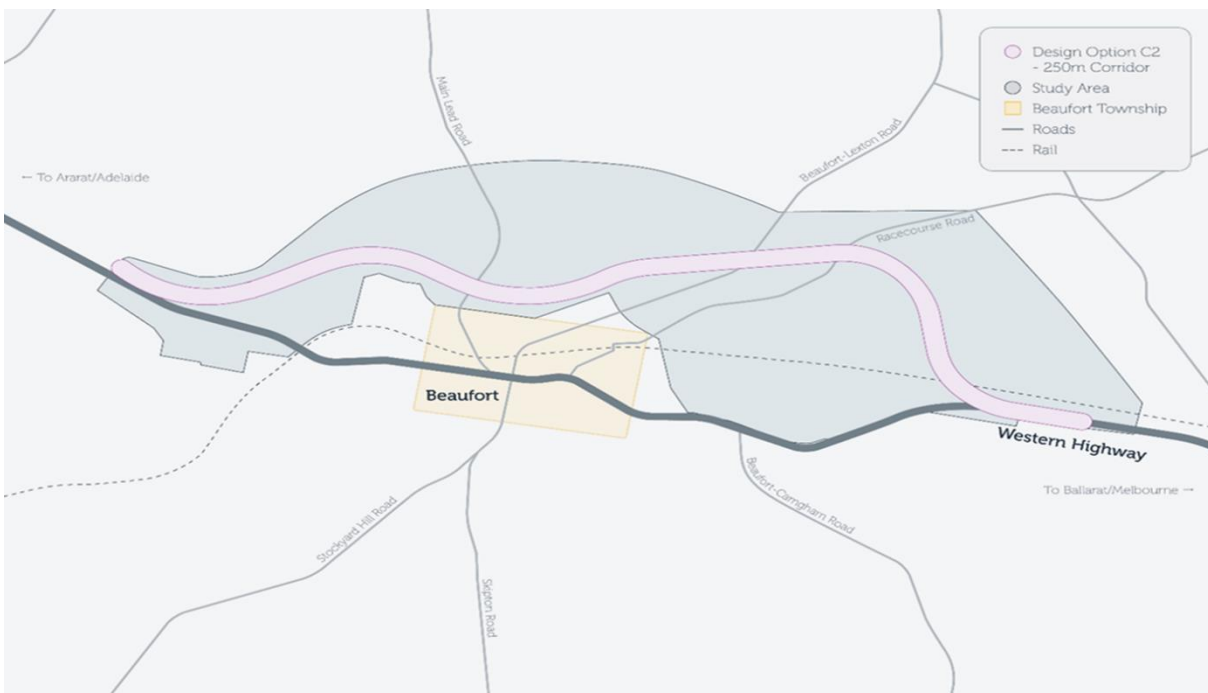 Design Option C2
- 250m Corridor
Study Area
Beaufort Township
Roads
Rail
Main Lead Road
Beaufort-Lexton Road
← To Ararat/Adelaide
Racecourse Road
Beaufort
Western Highway
To Ballarat/Melbourne →
Beaufort-Carngham Road
Stockyard Hill Road
Skipton Road